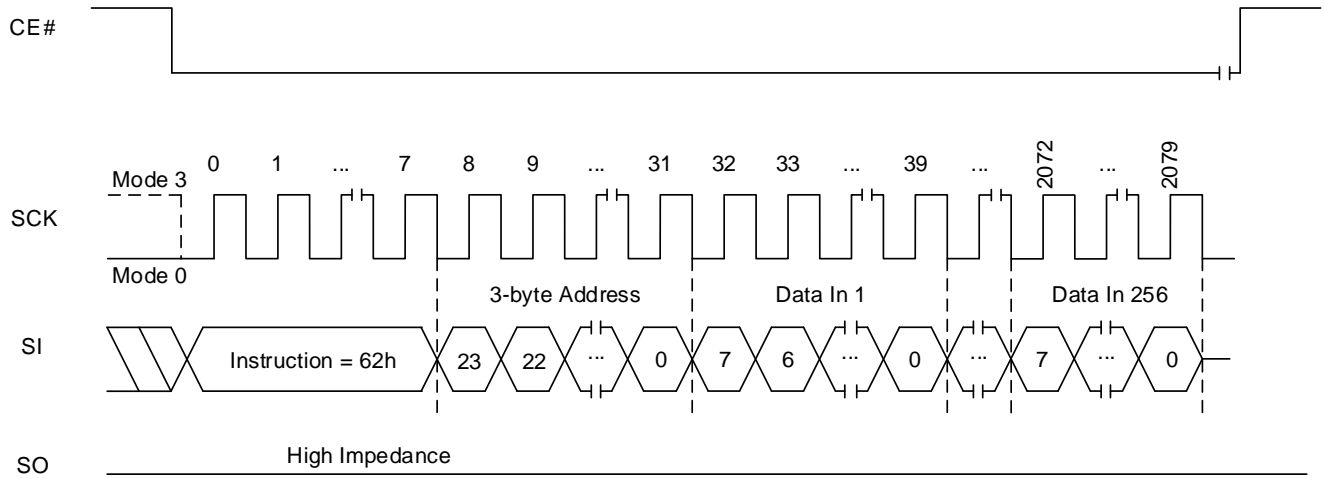 CE#
0 1 ... 7 8 9 ... 31 32 33 ... 39 ... 2072 ... 2079
Mode 3
SCK
Mode 0
3-byte Address Data In 1 Data In 256
SI Instruction = 62h 23 22 ... 0 7 6 ... 0 ... 7 ... 0
High Impedance
SO